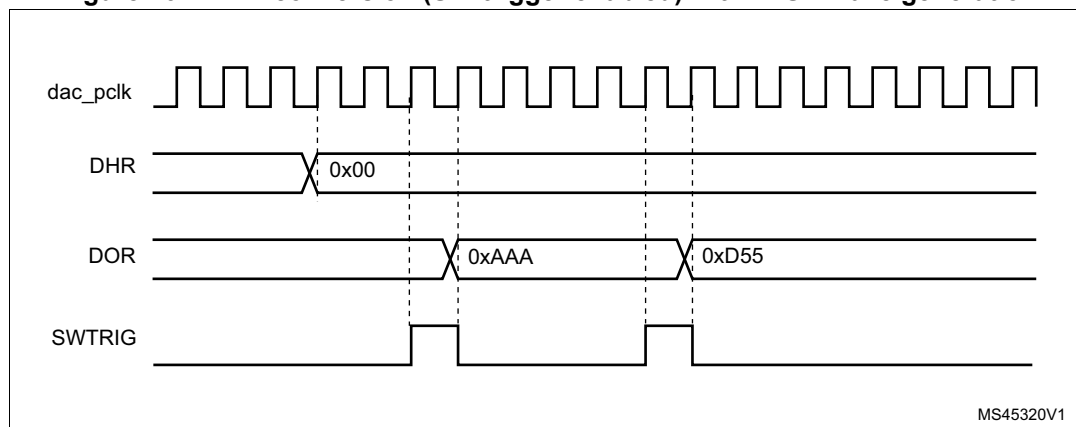 dac_pclk
DHR
0x00
DOR
0xAAA
0xD55
SWTRIG
MS45320V1